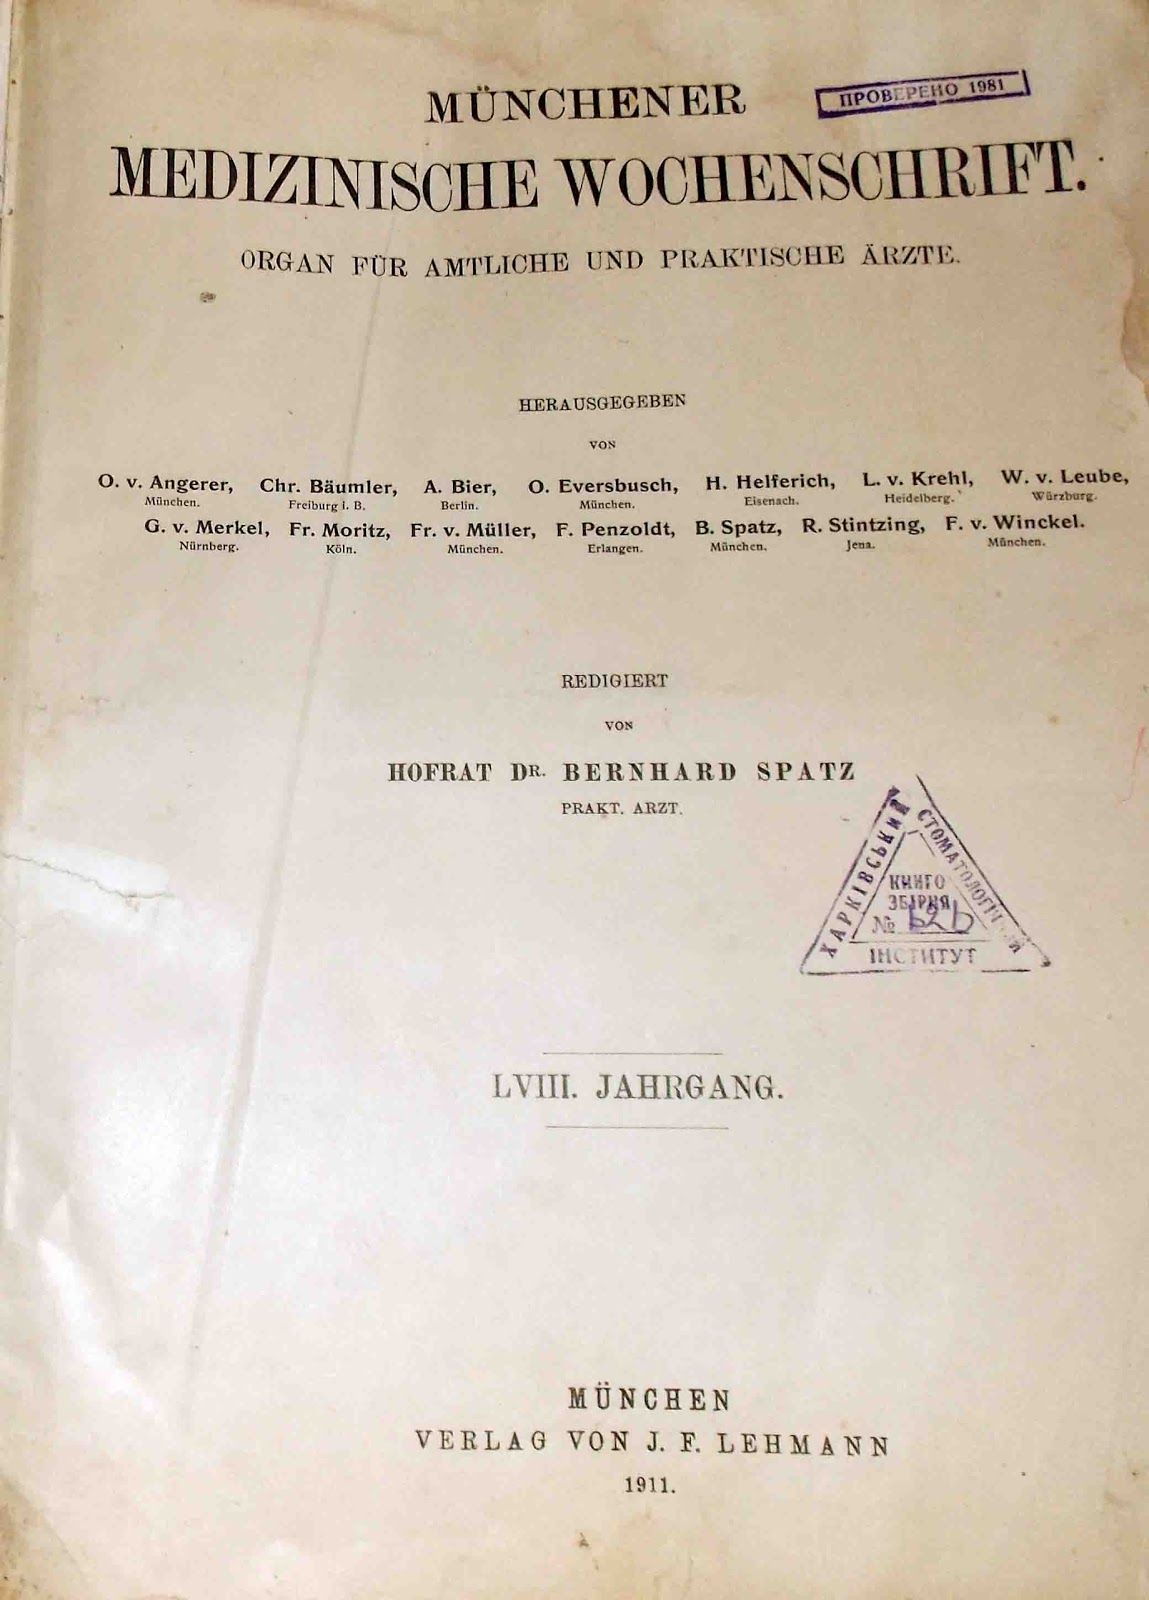 MÜNCHENER
ПРОВЕРЕНО 1981
MEDIZINISCHE WOCHENSCHRIFT.
ORGAN FÜR AMTLICHE UND PRAKTISCHE ÄRZTE.
HERAUSGEGEBEN
VON
O. v. Angerer, Chr. Bäumler, A. Bier, O. Eversbusch, H. Helferich, L. v. Krehl, W. v. Leube,
München. Freiburg i. B. Berlin. München. Eisenach. Heidelberg. Würzburg.
G. v. Merkel, Fr. Moritz, Fr. v. Müller, F. Penzoldt, B. Spatz, R. Stintzing, F. v. Winckel.
Nürnberg. Köln. München. Erlangen. München. Jena. München.
REDIGIERT
VON
HOFRAT DR. BERNHARD SPATZ
PRAKT. ARZT.
ХАРКІВСЬКИЙ
СТОМАТОЛОГІЧНИЙ
КНИГО
ЗБІРНЯ
№
ІНСТИТУТ
LVIII. JAHRGANG.
MÜNCHEN
VERLAG VON J. F. LEHMANN
1911.